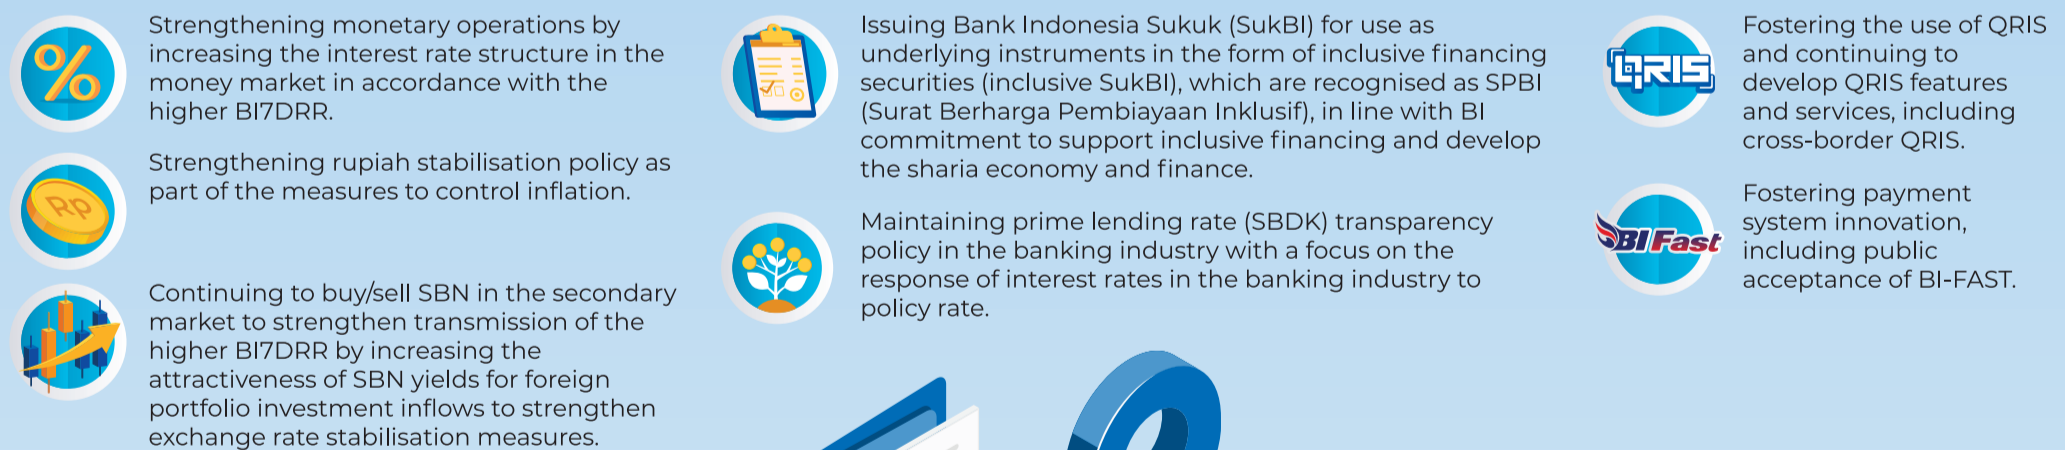 %
Strengthening monetary operations by
increasing the interest rate structure in the
money market in accordance with the
higher BI7DRR.
Rp
Strengthening rupiah stabilisation policy as
part of the measures to control inflation.
Continuing to buy/sell SBN in the secondary
market to strengthen transmission of the
higher BI7DRR by increasing the
attractiveness of SBN yields for foreign
portfolio investment inflows to strengthen
exchange rate stabilisation measures.
Issuing Bank Indonesia Sukuk (SukBI) for use as
underlying instruments in the form of inclusive financing
securities (inclusive SukBI), which are recognised as SPBI
(Surat Berharga Pembiayaan Inklusif), in line with BI
commitment to support inclusive financing and develop
the sharia economy and finance.
Maintaining prime lending rate (SBDK) transparency
policy in the banking industry with a focus on the
response of interest rates in the banking industry to
policy rate.
QRIS
Fostering the use of QRIS
and continuing to
develop QRIS features
and services, including
cross-border QRIS.
BI Fast
Fostering payment
system innovation,
including public
acceptance of BI-FAST.